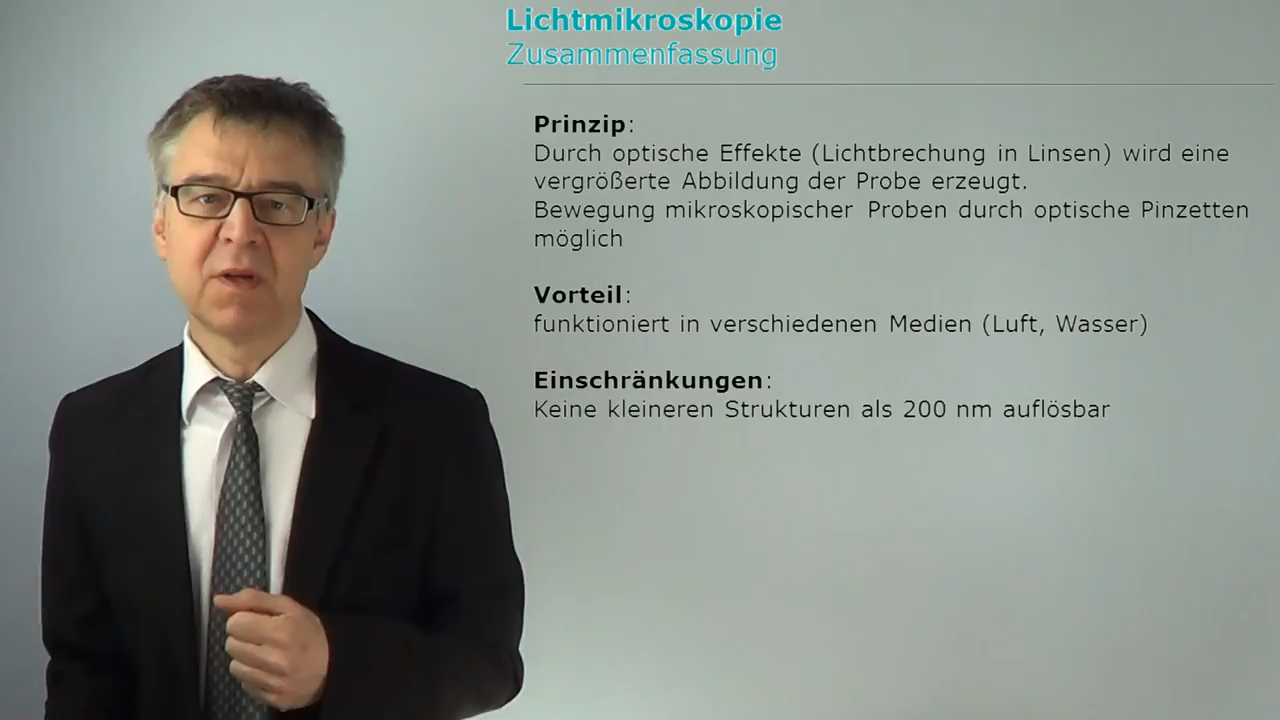 Lichtmikroskopie
Zusammenfassung
Prinzip:
Durch optische Effekte (Lichtbrechung in Linsen) wird eine
vergrößerte Abbildung der Probe erzeugt.
Bewegung mikroskopischer Proben durch optische Pinzetten
möglich
Vorteil:
funktioniert in verschiedenen Medien (Luft, Wasser)
Einschränkungen:
Keine kleineren Strukturen als 200 nm auflösbar